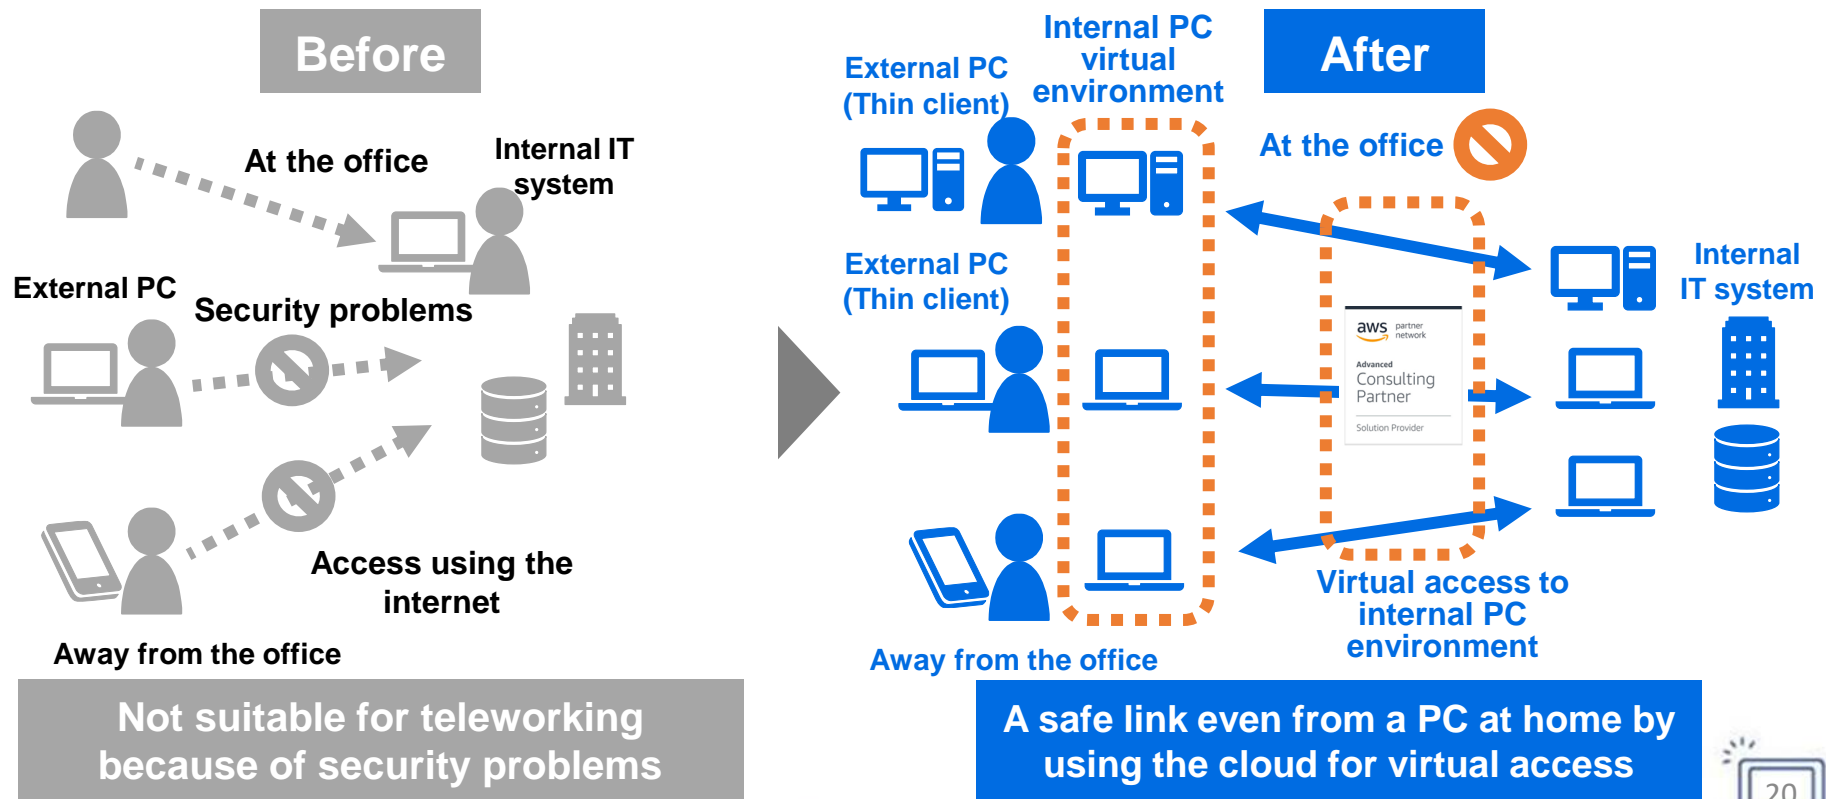 Before
At the office
Internal IT
system
External PC
Security problems
Access using the
internet
Away from the office
Not suitable for teleworking
because of security problems
After
Internal PC
virtual
environment
External PC
(Thin client)
At the office
External PC
(Thin client)
Internal
IT system
aws partner
network
Advanced
Consulting
Partner
Solution Provider
Virtual access to
internal PC
environment
Away from the office
A safe link even from a PC at home by
using the cloud for virtual access
20